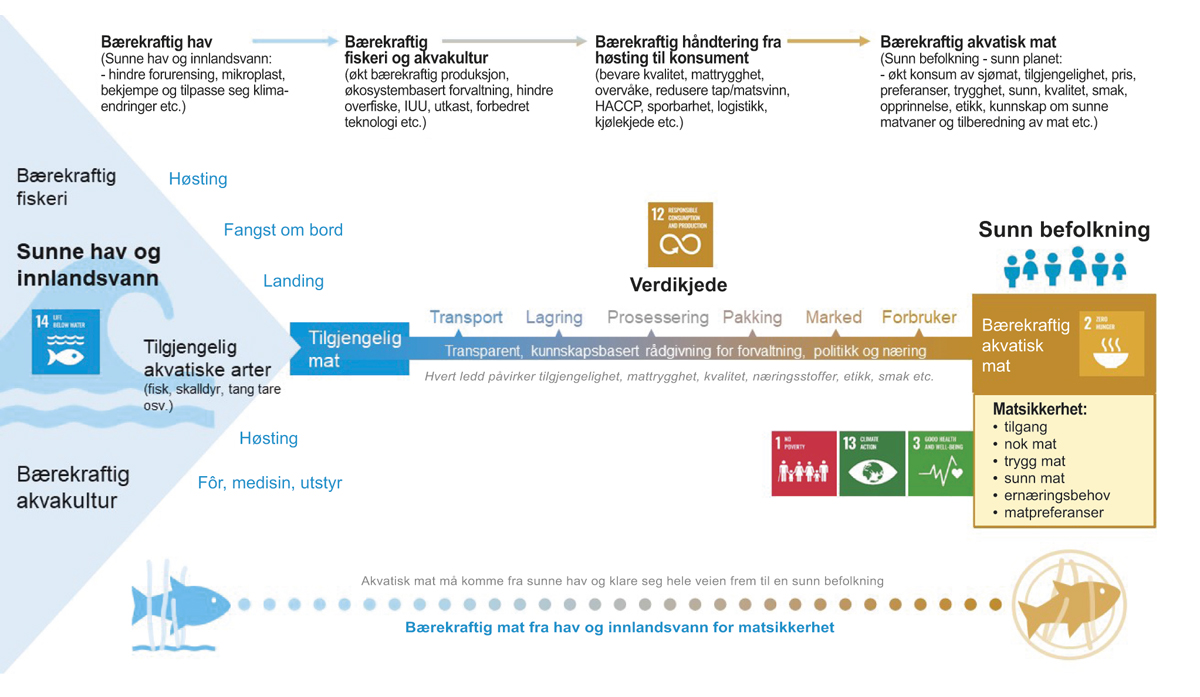 Bærekraftig hav
(Sunne hav og innlandsvann:
- hindre forurensing, mikroplast,
bekjempe og tilpasse seg klima-
endringer etc.)
Bærekraftig
fiskeri og akvakultur
(økt bærekraftig produksjon,
økosystembasert forvaltning, hindre
overfiske, IUU, utkast, forbedret
teknologi etc.)
Bærekraftig håndtering fra
høsting til konsument
(bevare kvalitet, mattrygghet,
overvåke, redusere tap/matsvinn,
HACCP, sporbarhet, logistikk,
kjølekjede etc.)
Bærekraftig akvatisk mat
(Sunn befolkning - sunn planet:
- økt konsum av sjømat, tilgjengelighet, pris,
preferanser, trygghet, sunn, kvalitet, smak,
opprinnelse, etikk, kunnskap om sunne
matvaner og tilberedning av mat etc.)
Bærekraftig
fiskeri
Høsting
Fangst om bord
Sunne hav og
innlandsvann
Landing
14 LIFE
BELOW WATER
Tilgjengelig
akvatiske arter
(fisk, skalldyr, tang tare
osv.)
Høsting
Bærekraftig
akvakultur
Fôr, medisin, utstyr
Tilgjengelig
mat
12 RESPONSIBLE
CONSUMPTION
AND PRODUCTION
Verdikjede
Transport Lagring Prosessering Pakking Marked Forbruker
Transparent, kunnskapsbasert rådgivning for forvaltning, politikk og næring
Hvert ledd påvirker tilgjengelighet, mattrygghet, kvalitet, næringsstoffer, etikk, smak etc.
Sunn befolkning
Bærekraftig
akvatisk
mat
2 ZERO
HUNGER
1 NO
POVERTY
13 CLIMATE
ACTION
3 GOOD HEALTH
AND WELL-BEING
Matsikkerhet:
• tilgang
• nok mat
• trygg mat
• sunn mat
• ernæringsbehov
• matpreferanser
Akvatisk mat må komme fra sunne hav og klare seg hele veien frem til en sunn befolkning
Bærekraftig mat fra hav og innlandsvann for matsikkerhet